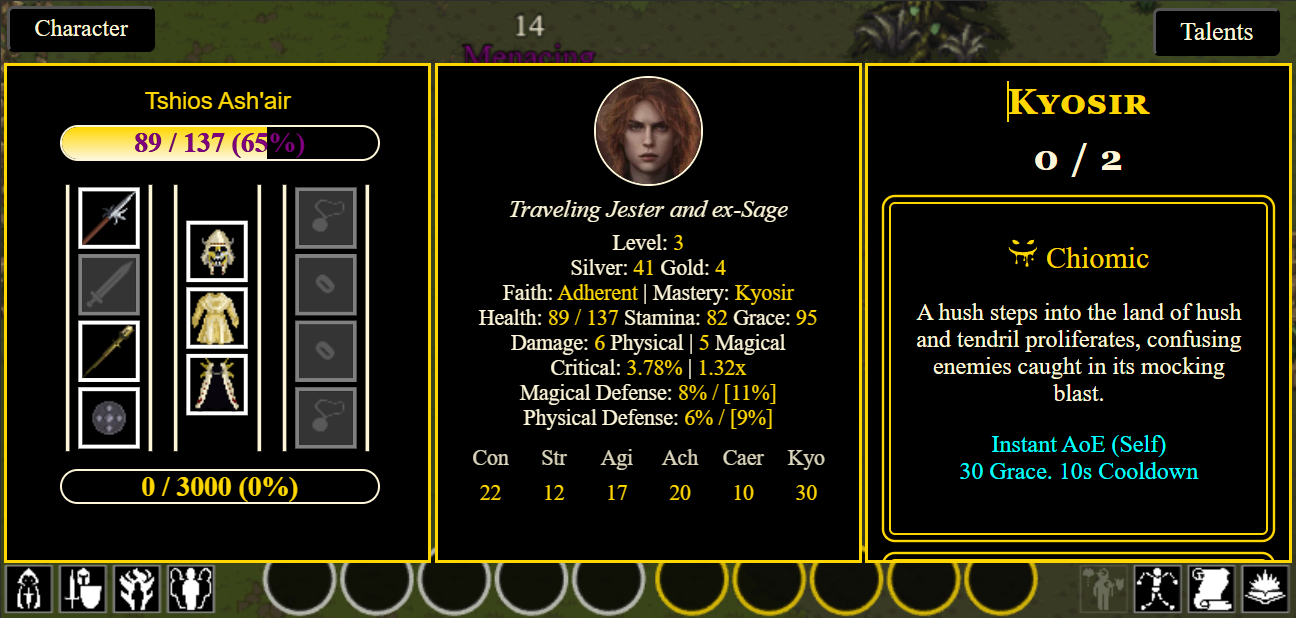 Character
14
Menacing
Talents
Tshios Ash'air
89 / 137 (65%)
0 / 3000 (0%)
Traveling Jester and ex-Sage
Level: 3
Silver: 41 Gold: 4
Faith: Adherent | Mastery: Kyosir
Health: 89 / 137 Stamina: 82 Grace: 95
Damage: 6 Physical | 5 Magical
Critical: 3.78% | 1.32x
Magical Defense: 8% / [11%]
Physical Defense: 6% / [9%]
Con Str Agi Ach Caer Kyo
22 12 17 20 10 30
Kyosir
0 / 2
Chiomic
A hush steps into the land of hush
and tendril proliferates, confusing
enemies caught in its mocking
blast.
Instant AoE (Self)
30 Grace. 10s Cooldown